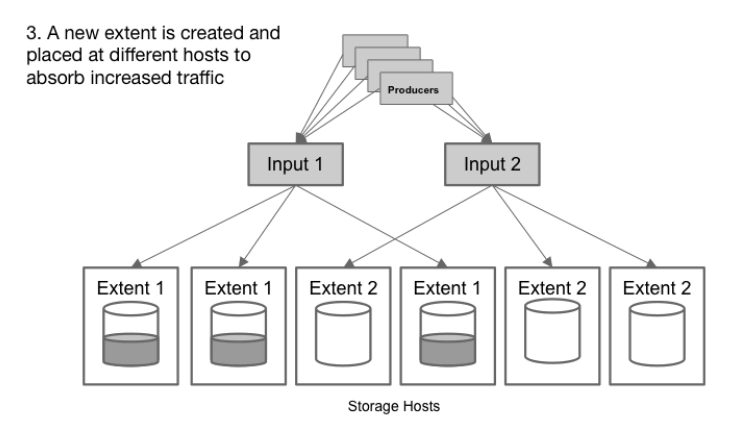 3. A new extent is created and
placed at different hosts to
absorb increased traffic
Producers
Input 1
Input 2
Extent 1
Extent 1
Extent 2
Extent 1
Extent 2
Extent 2
Storage Hosts